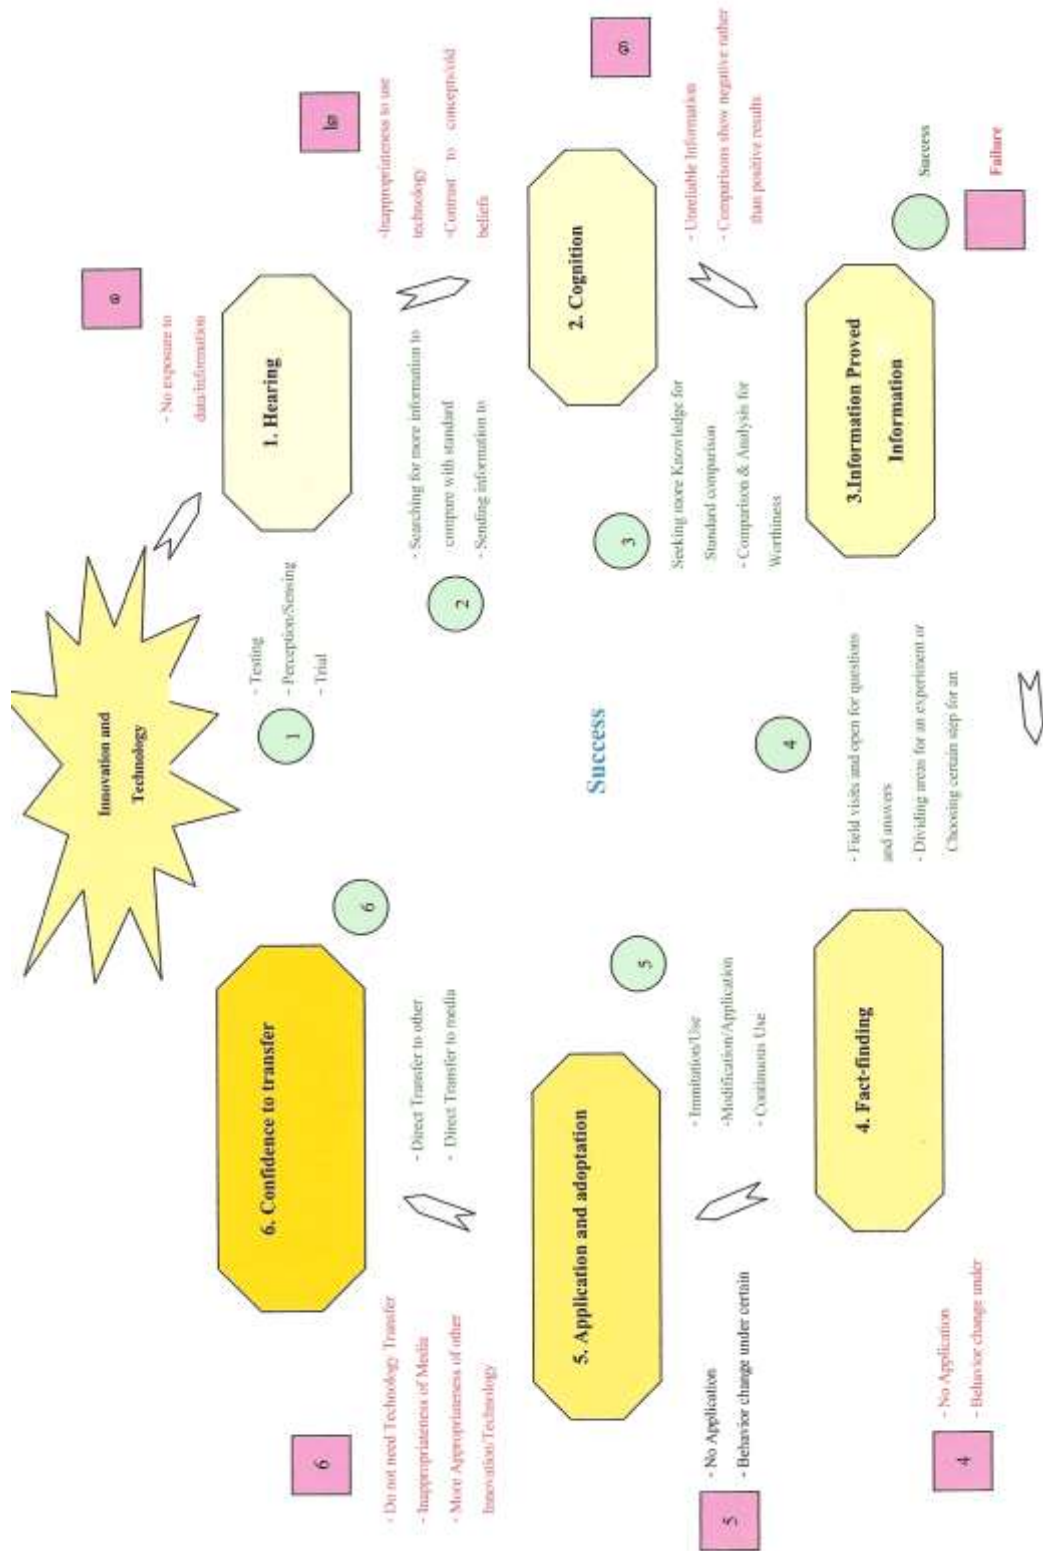 Innovation and
Technology
๑
- No exposure to
data/information
1. Hearing
1
- Testing
- Perception/Sensing
- Trial
๒
-Inappropriateness to use
technology
-Contrast to concepts/old
beliefs
2
- Searching for more information to
compare with standard
- Sending information to
2. Cognition
๓
- Unreliable Information
- Comparisons show negative rather
than positive results
3
Seeking more Knowledge for
Standard comparison
- Comparison & Analysis for
Worthiness
3.Information Proved
Information
Success
Failure
Success
4
- Field visits and open for questions
and answers
- Dividing areas for an experiment or
Choosing certain step for an
4. Fact-finding
4
- No Application
- Behavior change under
5
- Immitation/Use
-Modification/Application
- Continuous Use
5. Application and adoptation
5
- No Application
- Behavior change under certain
6
- Direct Transfer to other
- Direct Transfer to media
6. Confidence to transfer
6
- Do not need Technology Transfer
- Inappropriateness of Media
- More Appropriateness of other
Innovation/Technology